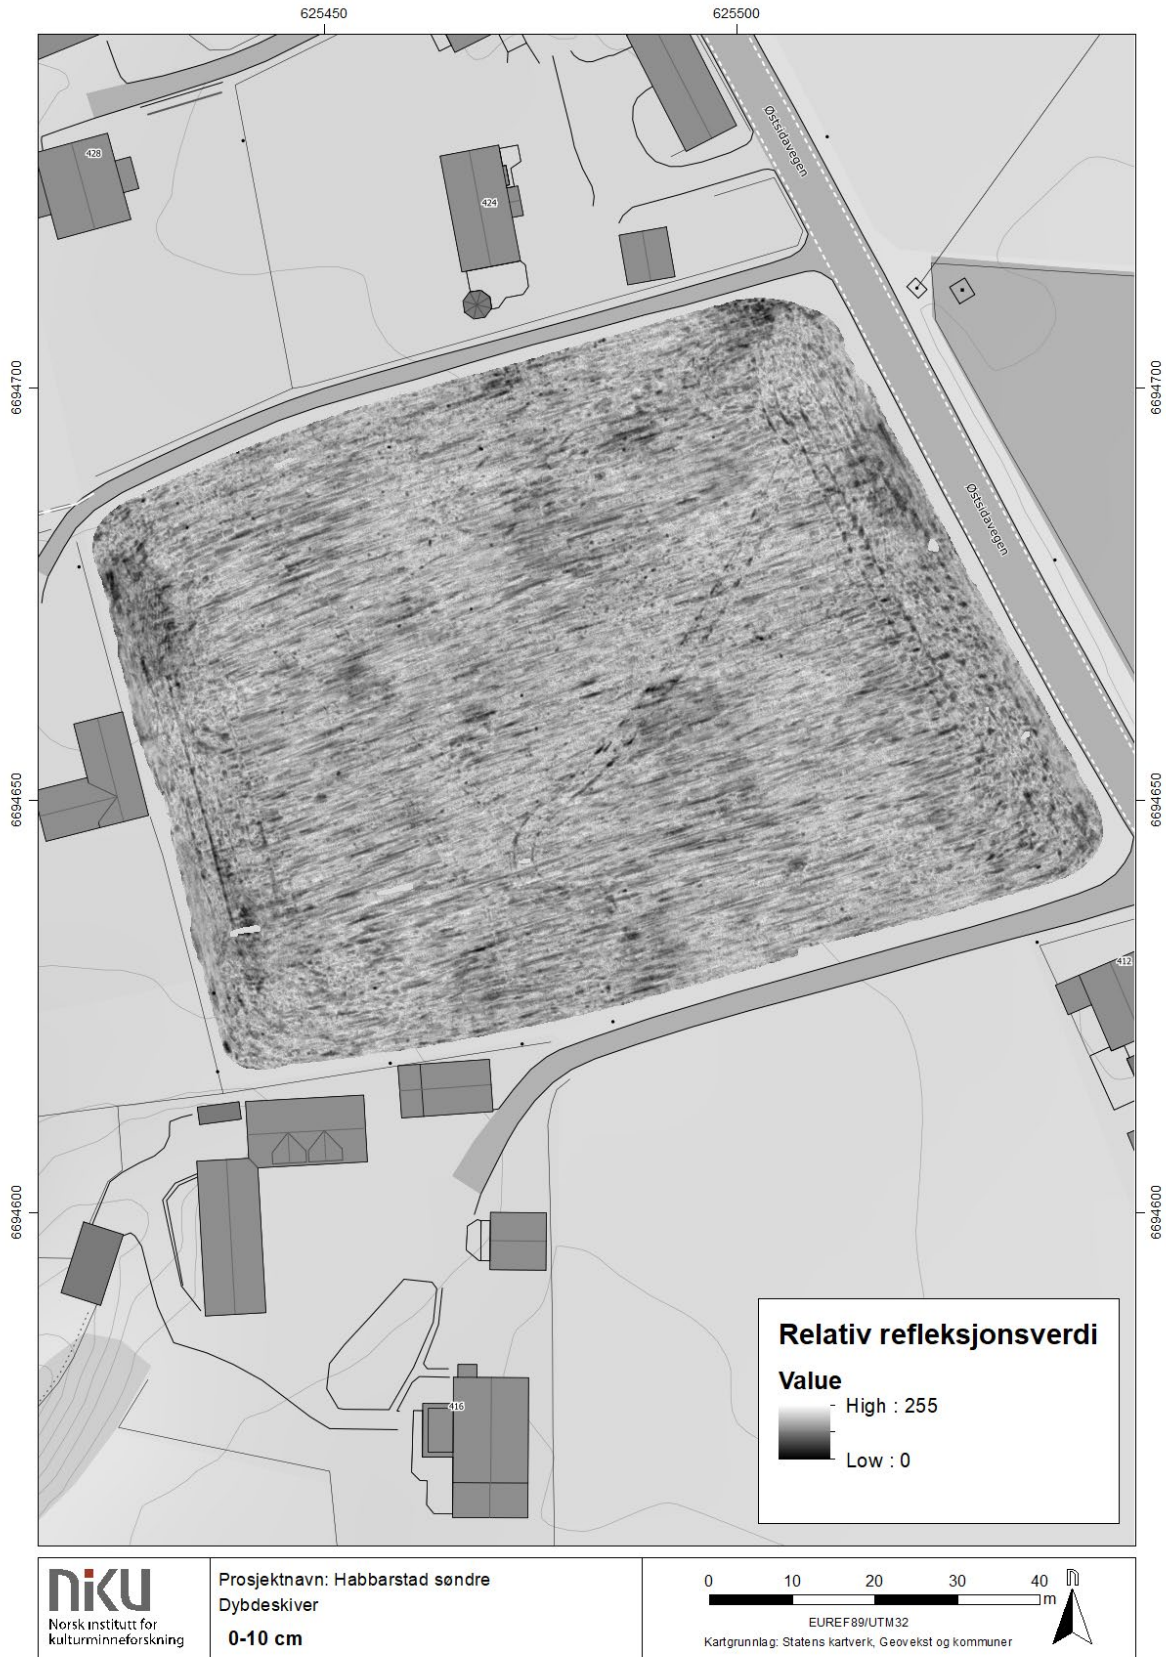 625450
625500
Østsidavegen
428
424
6694700
6694700
Østsidavegen
6694650
6694650
412
6694600
6694600
416
Relativ refleksjonsverdi
Value
High : 255
Low : 0
niKU
Norsk institutt for
kulturminneforskning
Prosjektnavn: Habbarstad søndre
Dybdeskiver
0-10 cm
0 10 20 30 40
m
EUREF89/UTM32
Kartgrunnlag: Statens kartverk, Geovekst og kommuner
n